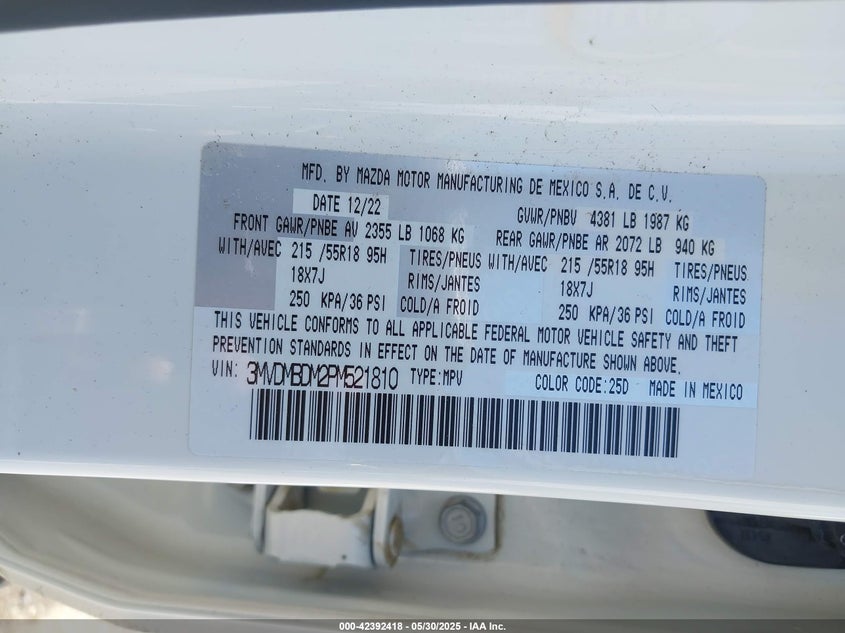 MFD. BY MAZDA MOTOR MANUFACTURING DE MEXICO S.A. DE C.V.
DATE 12/22 GVWR/PNBV 4381 LB 1987 KG
FRONT GAWR/PNBE AV 2355 LB 1068 KG REAR GAWR/PNBE AR 2072 LB 940 KG
WITH/AVEC 215 /55R18 95H TIRES/PNEUS WITH/AVEC 215 /55R18 95H TIRES/PNEUS
18X7J RIMS/JANTES 18X7J RIMS/JANTES
250 KPA/36 PSI COLD/A FROID 250 KPA/36 PSI COLD/A FROID
THIS VEHICLE CONFORMS TO ALL APPLICABLE FEDERAL MOTOR VEHICLE SAFETY AND THEFT
PREVENTION STANDARDS IN EFFECT ON THE DATE OF MANUFACTURE SHOWN ABOVE.
VIN: 3MVDMBDM2PM521810 TYPE:MPV COLOR CODE:25D MADE IN MEXICO
000-42392418 - 05/30/2025 - IAA Inc.